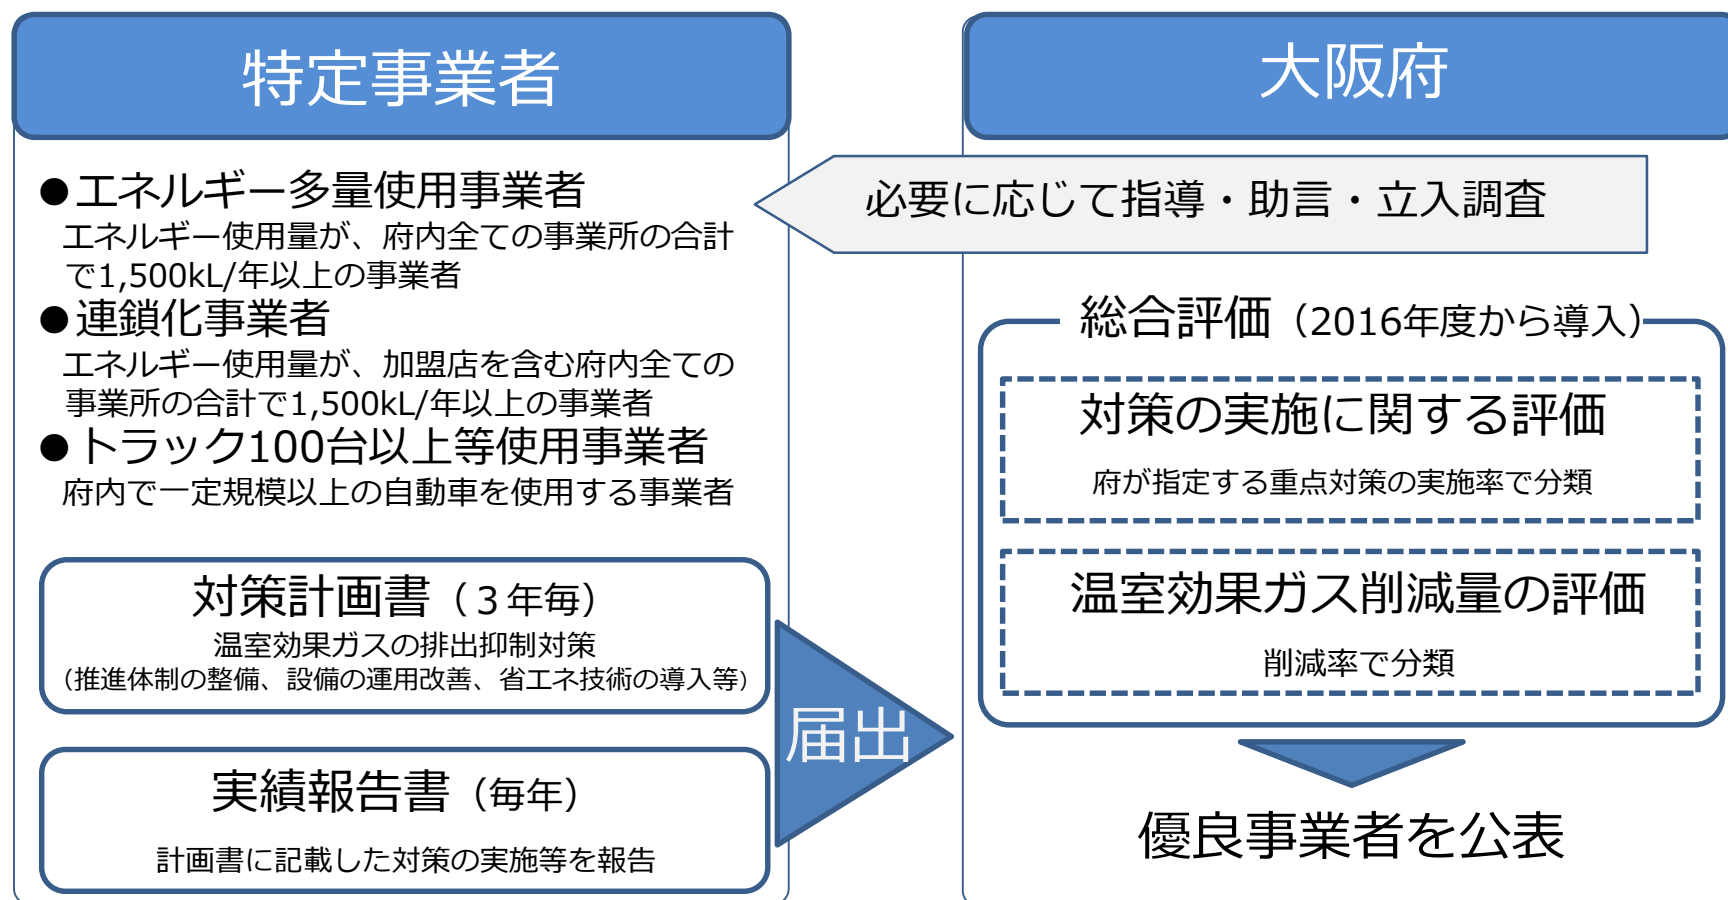 特定事業者
●エネルギー多量使用事業者
エネルギー使用量が、府内全ての事業所の合計
で1,500kL/年以上の事業者
●連鎖化事業者
エネルギー使用量が、加盟店を含む府内全ての
事業所の合計で1,500kL/年以上の事業者
●トラック100台以上等使用事業者
府内で一定規模以上の自動車を使用する事業者
対策計画書（３年毎）
温室効果ガスの排出抑制対策
（推進体制の整備、設備の運用改善、省エネ技術の導入等）
実績報告書（毎年）
計画書に記載した対策の実施等を報告
届出
大阪府
必要に応じて指導・助言・立入調査
総合評価（2016年度から導入）
対策の実施に関する評価
府が指定する重点対策の実施率で分類
温室効果ガス削減量の評価
削減率で分類
優良事業者を公表